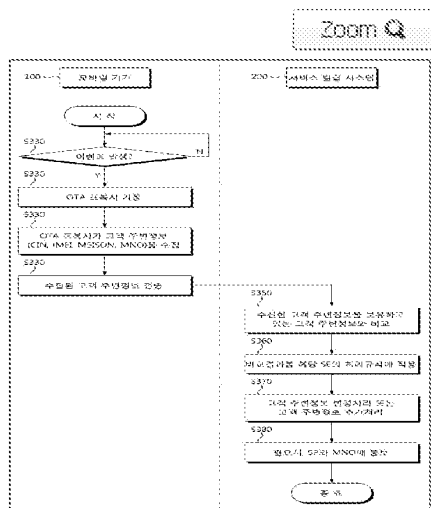 Zoom
100
모바일 기기
200
서비스 발급 시스템
시 작
S330
이벤트 발생?
N
Y
S330
OTA 프록시 기동
S330
OTA 프록시가 고객 주변정보
(CIN, IMEI, MSISDN, MNO)를 수집
S330
수집된 고객 주변정보 전송
S350
수신한 고객 주변정보를 보유하고
있는 고객 주변정보와 비교
S360
비교결과를 해당 SE의 처리규칙에 적용
S370
고객 주변정보 변경처리 또는
고객 주변정보 추가처리
S380
필요시, SP와 MNO에 통보
종 료